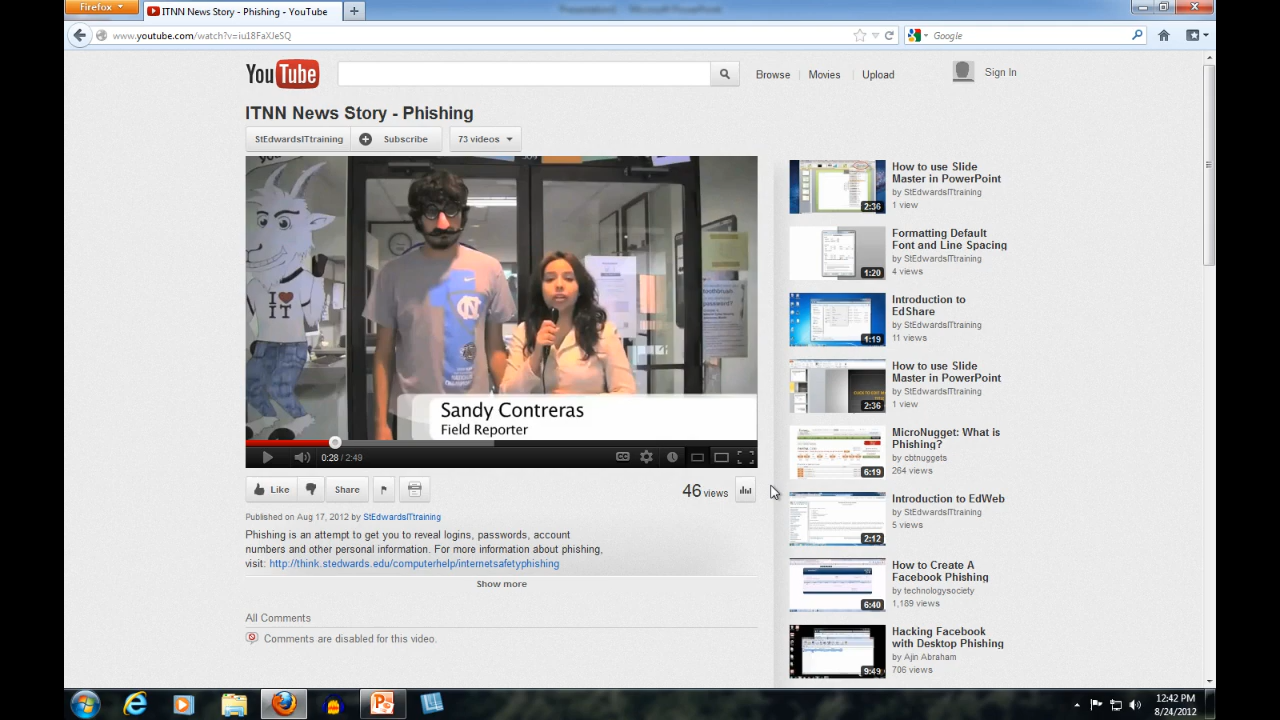 Firefox
ITNN News Story - Phishing - YouTube
Presentation1 - Microsoft PowerPoint
www.youtube.com/watch?v=iu18FaXJeSQ
Google
YouTube
Browse
Movies
Upload
Sign In
ITNN News Story - Phishing
StEdwardsITtraining
Subscribe
73 videos
I ♥
IT
password?
Sandy Contreras
Field Reporter
0:28 / 2:49
Like
Share
46 views
Published on Aug 17, 2012 by StEdwardsITtraining
Phishing is an attempt to get you to reveal logins, passwords, account
numbers and other personal information. For more information about phishing,
visit: http://think.stedwards.edu/computerhelp/internetsafetyphishing
Show more
All Comments
Comments are disabled for this video.
2:36
How to use Slide
Master in PowerPoint
by StEdwardsITtraining
1 view
1:20
Formatting Default
Font and Line Spacing
by StEdwardsITtraining
4 views
1:19
Introduction to
EdShare
by StEdwardsITtraining
11 views
2:36
How to use Slide
Master in PowerPoint
by StEdwardsITtraining
1 view
6:19
MicroNugget: What is
Phishing?
by cbtnuggets
264 views
2:12
Introduction to EdWeb
by StEdwardsITtraining
5 views
6:40
How to Create A
Facebook Phishing
by technologysociety
1,189 views
9:49
Hacking Facebook
with Desktop Phishing
by Ajin Abraham
706 views
12:42 PM
8/24/2012